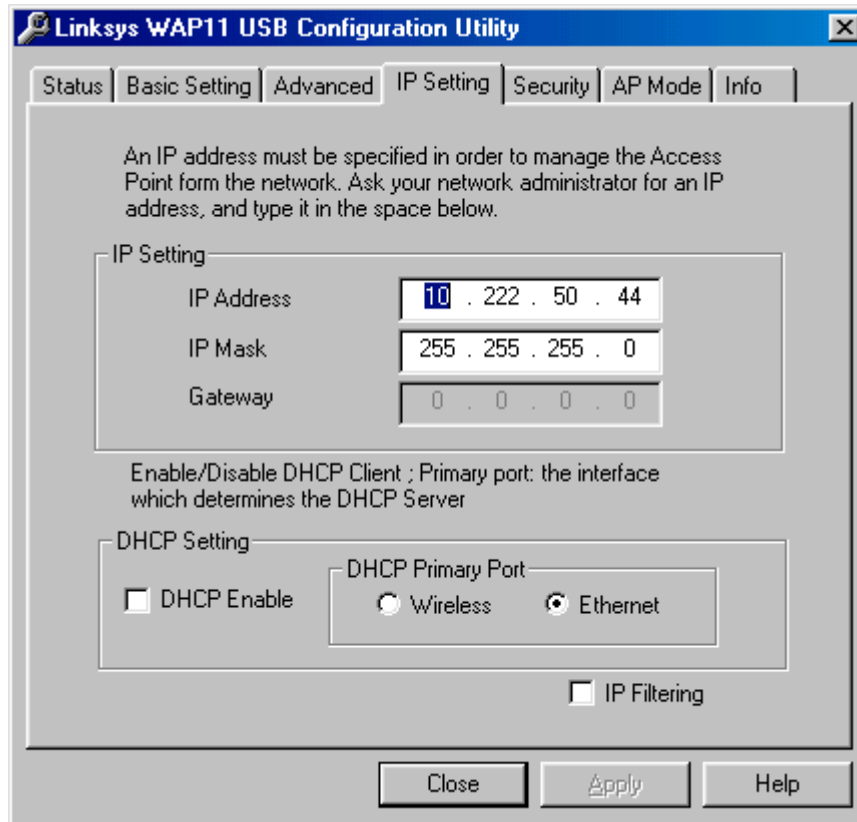 Linksys WAP11 USB Configuration Utility
Status Basic Setting Advanced IP Setting Security AP Mode Info
An IP address must be specified in order to manage the Access
Point form the network. Ask your network administrator for an IP
address, and type it in the space below.
IP Setting
IP Address 10 . 222 . 50 . 44
IP Mask 255 . 255 . 255 . 0
Gateway 0 . 0 . 0 . 0
Enable/Disable DHCP Client ; Primary port: the interface
which determines the DHCP Server
DHCP Setting
DHCP Primary Port
DHCP Enable Wireless Ethernet
IP Filtering
Close Apply Help